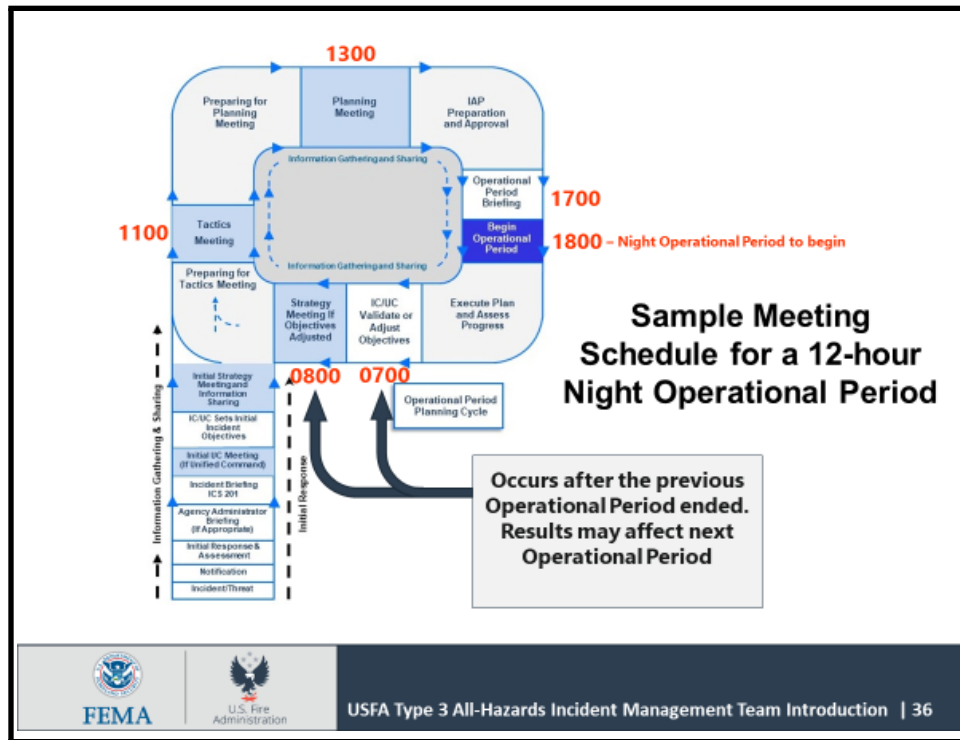 1300
Preparing for
Planning
Meeting
Planning
Meeting
IAP
Preparation
and Approval
Information Gathering and Sharing
Operational
Period
Briefing
1700
1100
Tactics
Meeting
Begin
Operational
Period
1800 – Night Operational Period to begin
Information Gathering and Sharing
Preparing for
Tactics Meeting
Strategy
Meeting If
Objectives
Adjusted
IC/UC
Validate or
Adjust
Objectives
Execute Plan
and Assess
Progress
Sample Meeting
Schedule for a 12-hour
Night Operational Period
0800
0700
Initial Strategy
Meeting and
Information
Sharing
Operational Period
Planning Cycle
IC/UC Sets Initial
Incident
Objectives
Initial UC Meeting
(If Unified Command)
Incident Briefing
ICS 201
Agency Administrator
Briefing
(If Appropriate)
Initial Response &
Assessment
Notification
Incident/Threat
Information Gathering & Sharing
Initial Response
Occurs after the previous
Operational Period ended.
Results may affect next
Operational Period
FEMA
U.S. Fire
Administration
USFA Type 3 All-Hazards Incident Management Team Introduction | 36